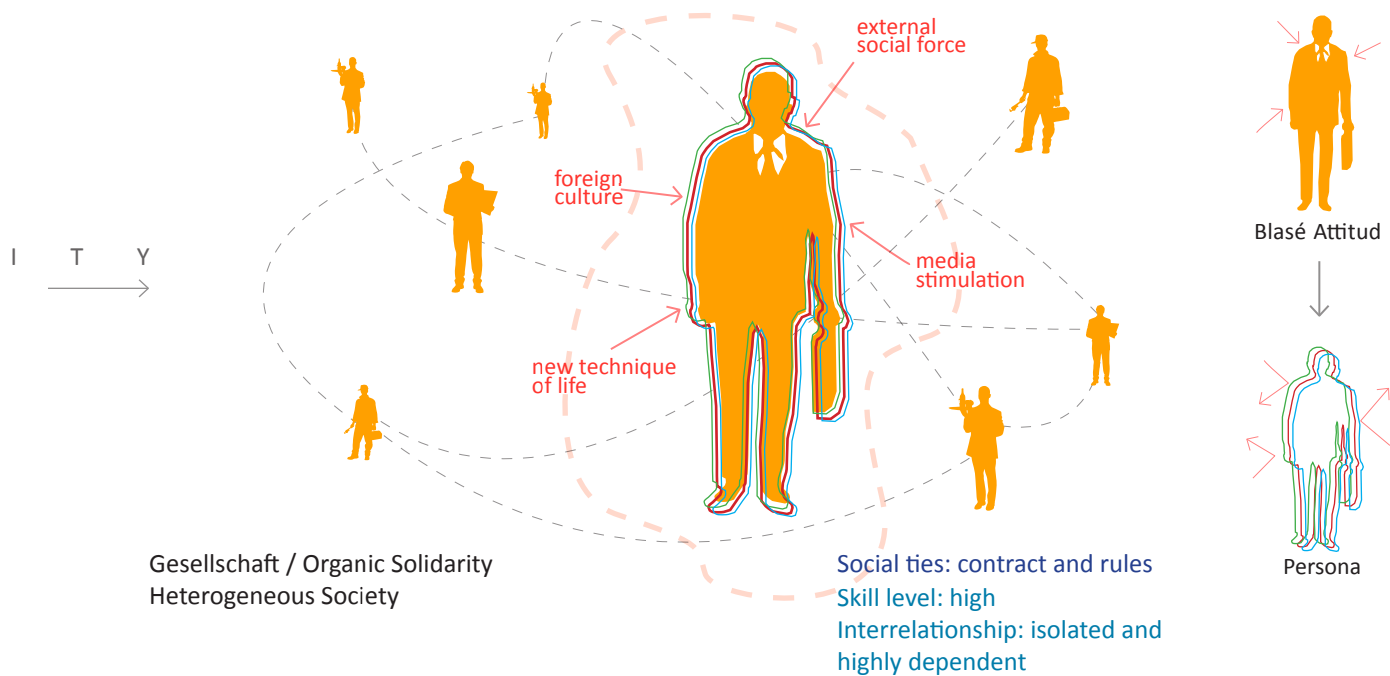 external
social force
foreign
culture
I T Y
media
stimulation
new technique
of life
Blasé Attitud
Gesellschaft / Organic Solidarity
Heterogeneous Society
Social ties: contract and rules
Skill level: high
Interrelationship: isolated and
highly dependent
Persona